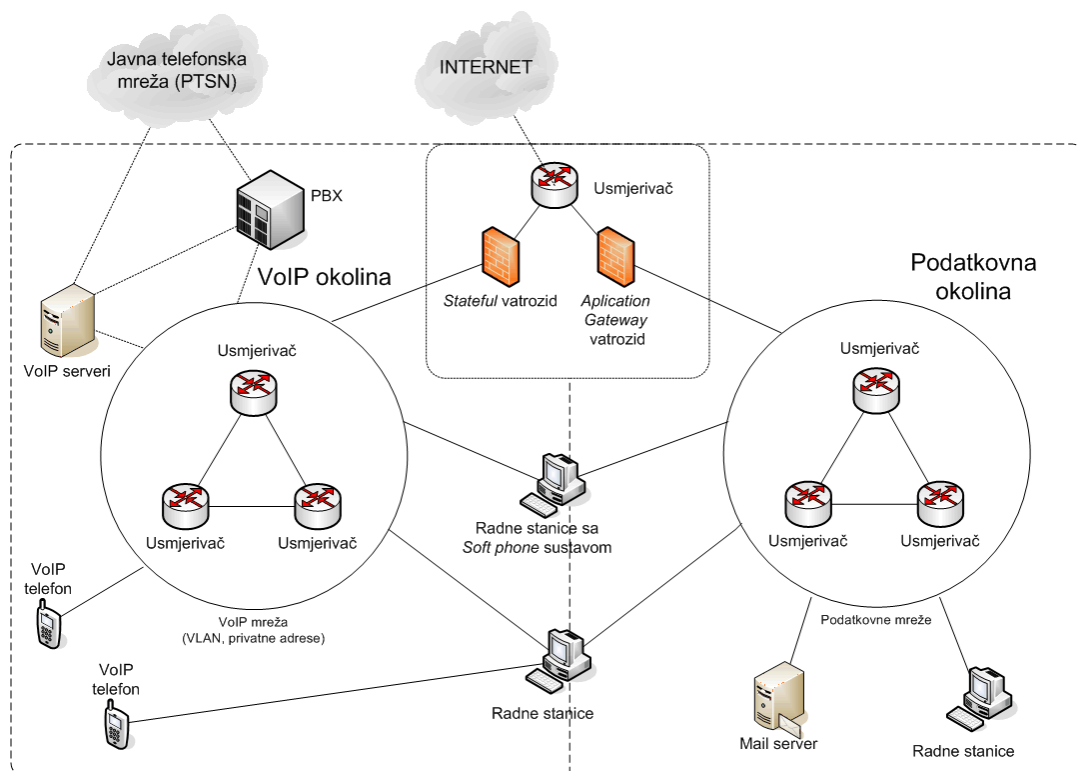 Javna telefonska
mreža (PTSN)
INTERNET
Usmjerivač
PBX
VoIP okolina
Stateful vatrozid
Aplication
Gateway
vatrozid
Podatkovna
okolina
VoIP serveri
Usmjerivač
Usmjerivač
Usmjerivač
Usmjerivač
Usmjerivač
Usmjerivač
Radne stanice sa
Soft phone sustavom
VoIP
telefon
VoIP mreža
(VLAN, privatne adrese)
Podatkovne mreže
VoIP
telefon
Radne stanice
Mail server
Radne stanice